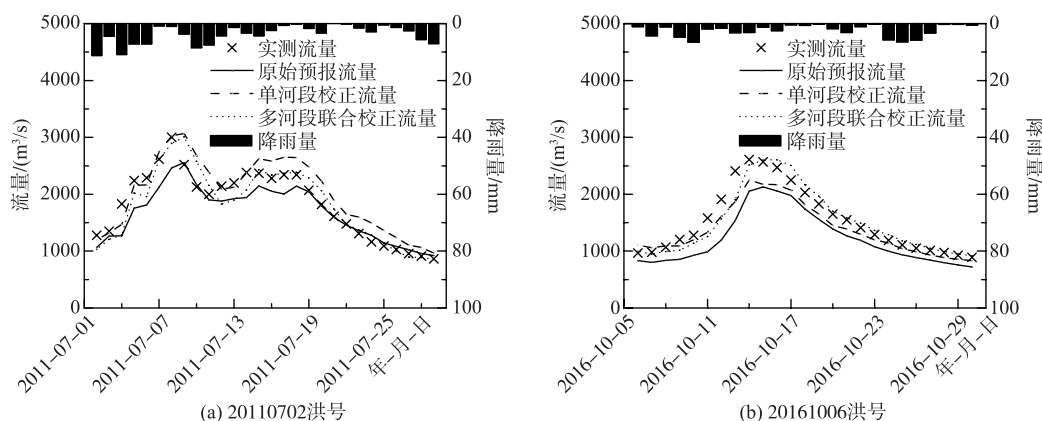 5000
4000
3000
2000
1000
0
流量/(m³/s)
0
20
40
60
80
100
降雨量/mm
实测流量
原始预报流量
单河段校正流量
多河段联合校正流量
降雨量
2011-07-01
2011-07-07
2011-07-13
2011-07-19
2011-07-25
年-月-日
(a) 20110702洪号
5000
4000
3000
2000
1000
0
流量/(m³/s)
0
20
40
60
80
100
降雨量/mm
实测流量
原始预报流量
单河段校正流量
多河段联合校正流量
降雨量
2016-10-05
2016-10-11
2016-10-17
2016-10-23
2016-10-29
年-月-日
(b) 20161006洪号